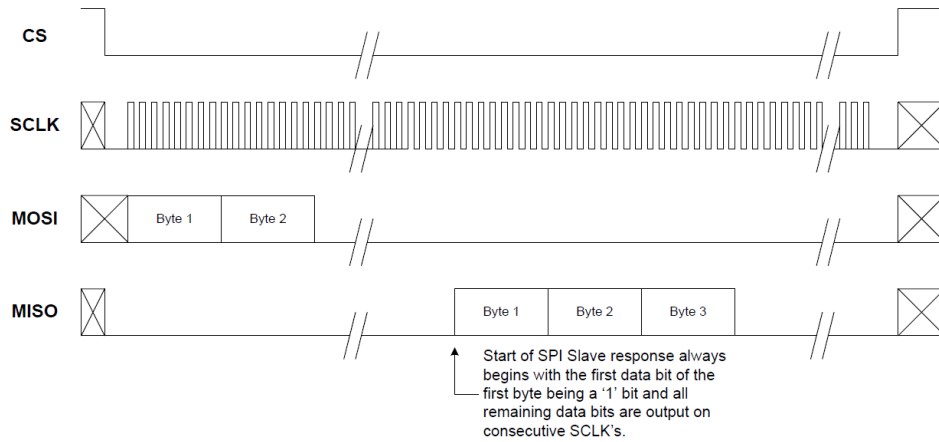 CS
SCLK
MOSI
Byte 1
Byte 2
MISO
Byte 1
Byte 2
Byte 3
Start of SPI Slave response always
begins with the first data bit of the
first byte being a ‘1’ bit and all
remaining data bits are output on
consecutive SCLK’s.